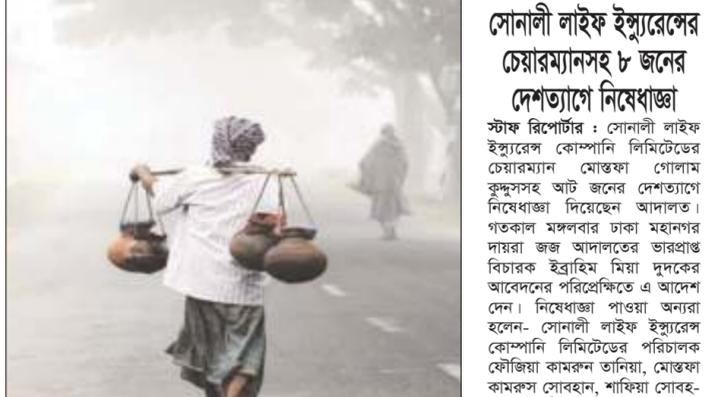 সোনালী লাইফ ইন্স্যুরেন্সের
চেয়ারম্যানসহ ৮ জনের
দেশত্যাগে নিষেধাজ্ঞা
স্টাফ রিপোর্টার : সোনালী লাইফ
ইন্স্যুরেন্স কোম্পানি লিমিটেডের
চেয়ারম্যান মোস্তফা গোলাম
কুদ্দুসসহ আট জনের দেশত্যাগে
নিষেধাজ্ঞা দিয়েছেন আদালত।
গতকাল মঙ্গলবার ঢাকা মহানগর
দায়রা জজ আদালতের ভারপ্রাপ্ত
বিচারক ইব্রাহিম মিয়া দুদকের
আবেদনের পরিপ্রেক্ষিতে এ আদেশ
দেন। নিষেধাজ্ঞা পাওয়া অন্যরা
হলেন- সোনালী লাইফ ইন্স্যুরেন্স
কোম্পানি লিমিটেডের পরিচালক
ফৌজিয়া কামরুন তানিয়া, মোস্তফা
কামরুস সোবহান, শাফিয়া সোবহ-